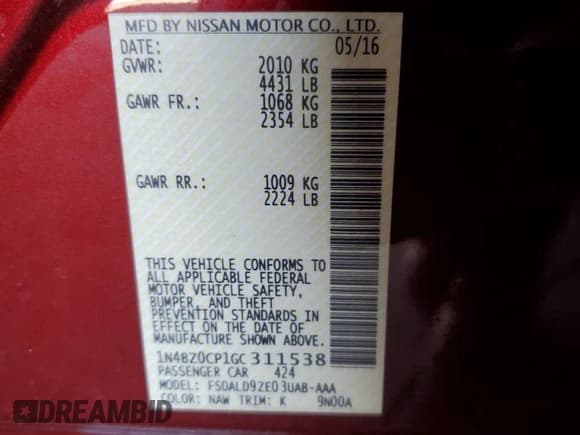 MFD BY NISSAN MOTOR CO., LTD.
DATE: 05/16
GVWR: 2010 KG
4431 LB
GAWR FR.: 1068 KG
2354 LB
GAWR RR.: 1009 KG
2224 LB
THIS VEHICLE CONFORMS TO
ALL APPLICABLE FEDERAL
MOTOR VEHICLE SAFETY,
BUMPER, AND THEFT
PREVENTION STANDARDS IN
EFFECT ON THE DATE OF
MANUFACTURE SHOWN ABOVE.
1N4BZ0CP1GC311538
PASSENGER CAR 424
MODEL: FSDALD9ZE03UAB-AAA
COLOR: NAW TRIM: K 9N00A
DREAMBID